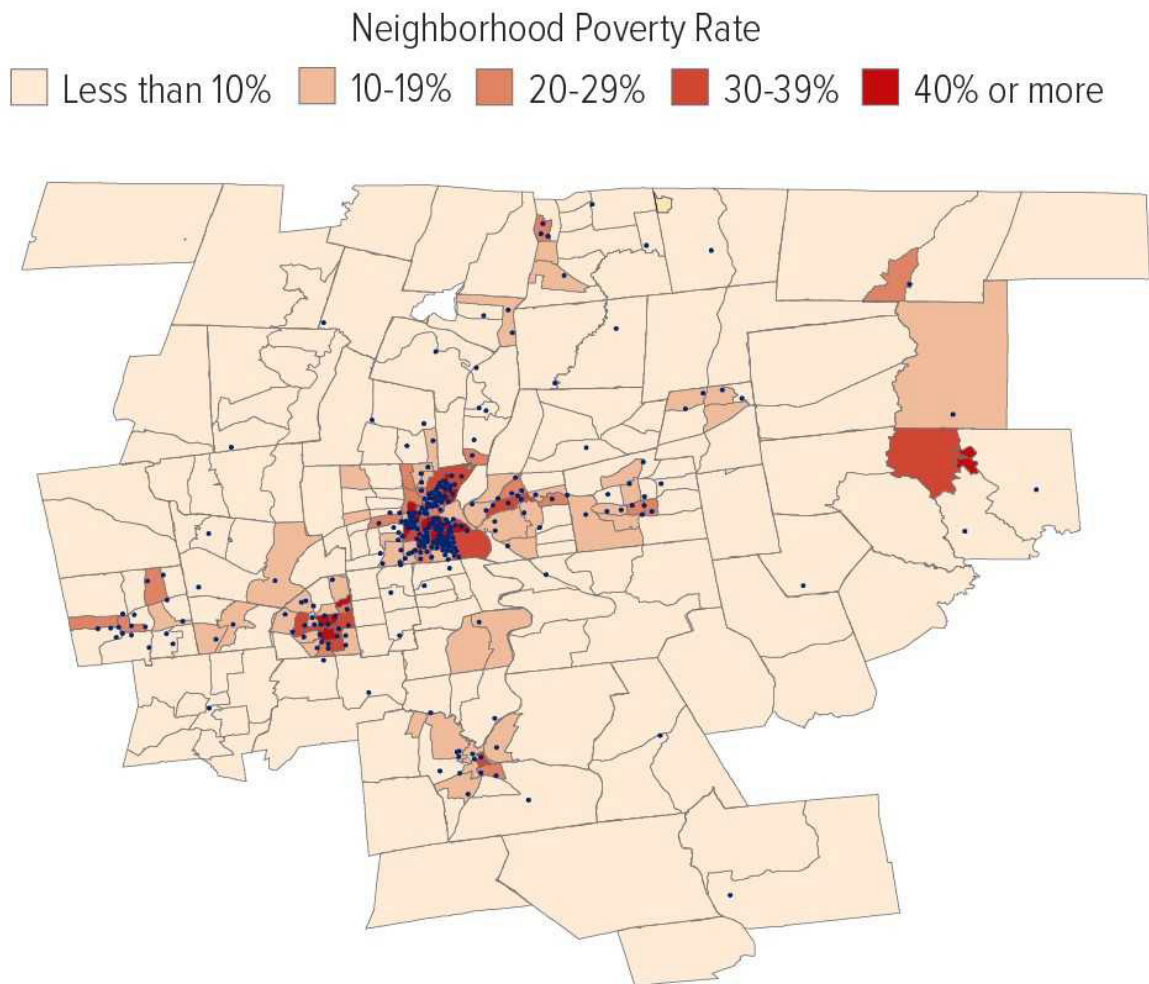 Neighborhood Poverty Rate
Less than 10% 10-19% 20-29% 30-39% 40% or more